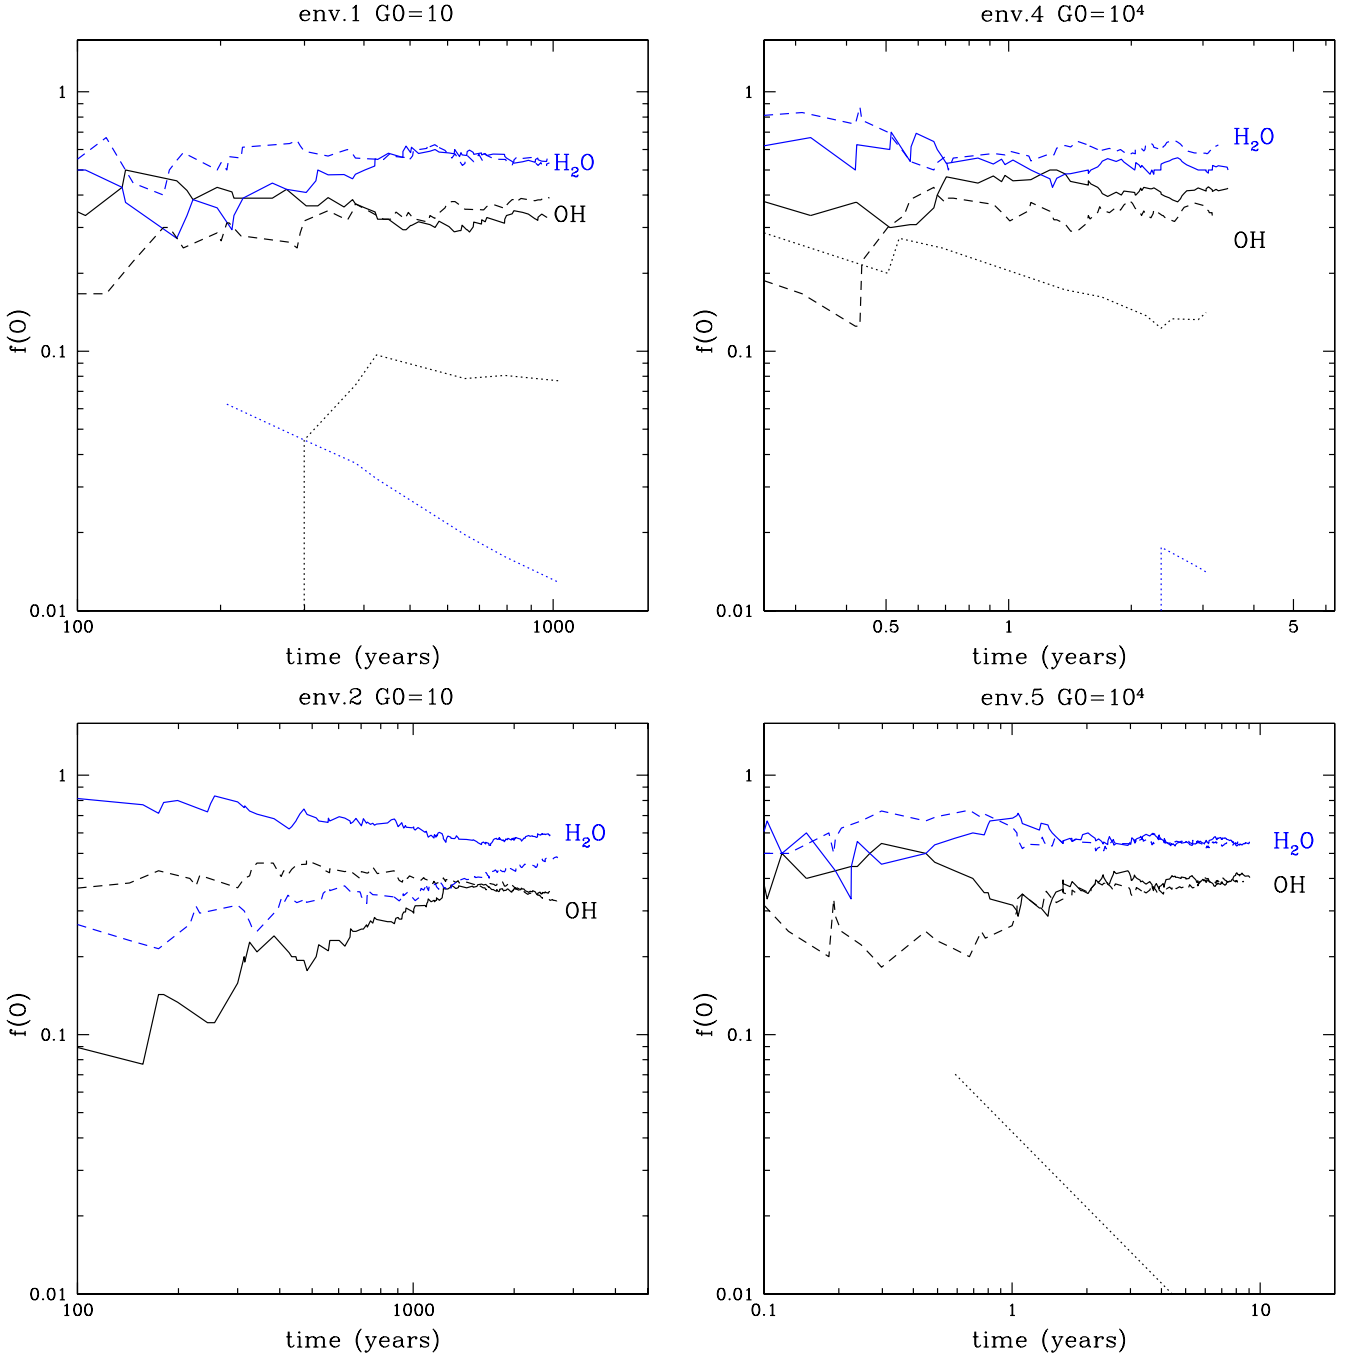 env.1 G0=10
1
0.1
0.01
f(O)
H₂O
OH
100
1000
time (years)
env.4 G0=10⁴
1
0.1
0.01
f(O)
H₂O
OH
0.5
1
5
time (years)
env.2 G0=10
1
0.1
0.01
f(O)
H₂O
OH
100
1000
time (years)
env.5 G0=10⁴
1
0.1
0.01
f(O)
H₂O
OH
0.1
1
10
time (years)